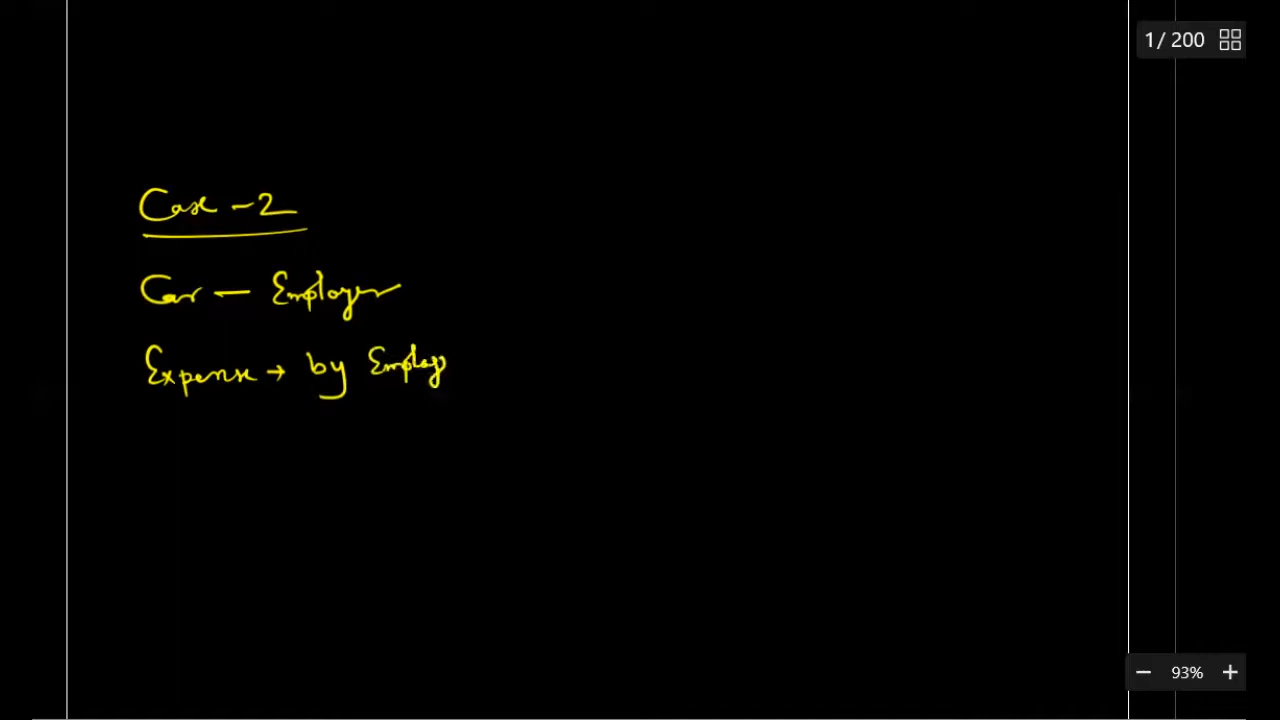 1/ 200
Case - 2
Car - Employer
Expense → by Employ
93%